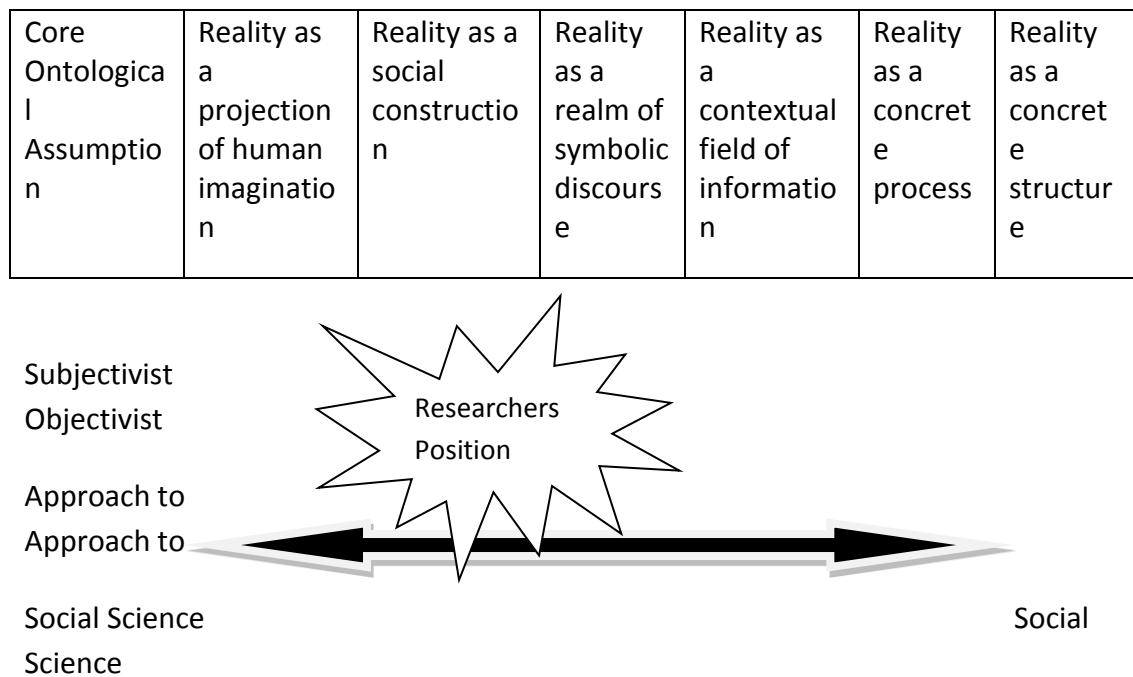 Core
Ontologica
l
Assumptio
n
Reality as
a
projection
of human
imaginatio
n
Reality as a
social
constructio
n
Reality
as a
realm of
symbolic
discours
e
Reality as
a
contextual
field of
informatio
n
Reality
as a
concret
e
process
Reality
as a
concret
e
structur
e
Subjectivist
Objectivist
Researchers
Position
Approach to
Approach to
Social Science Social
Science